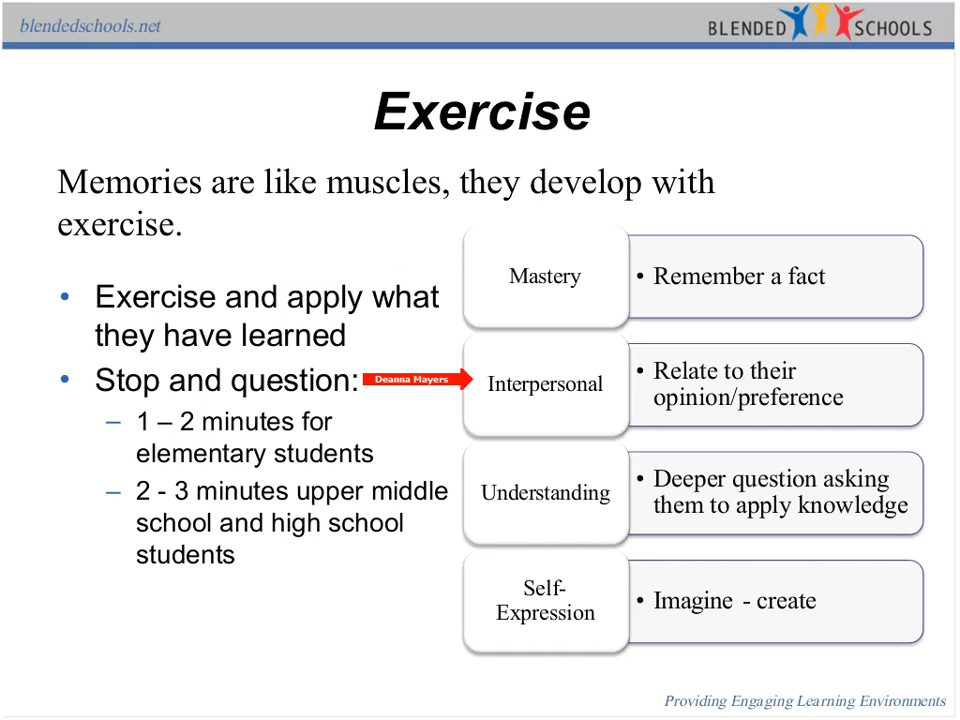 blendedschools.net
BLENDED SCHOOLS
Exercise
Memories are like muscles, they develop with
exercise.
• Exercise and apply what
they have learned
• Stop and question:
– 1 – 2 minutes for
elementary students
– 2 - 3 minutes upper middle
school and high school
students
Deanna Mayers
Mastery
• Remember a fact
Interpersonal
• Relate to their
opinion/preference
Understanding
• Deeper question asking
them to apply knowledge
Self-
Expression
• Imagine - create
Providing Engaging Learning Environments